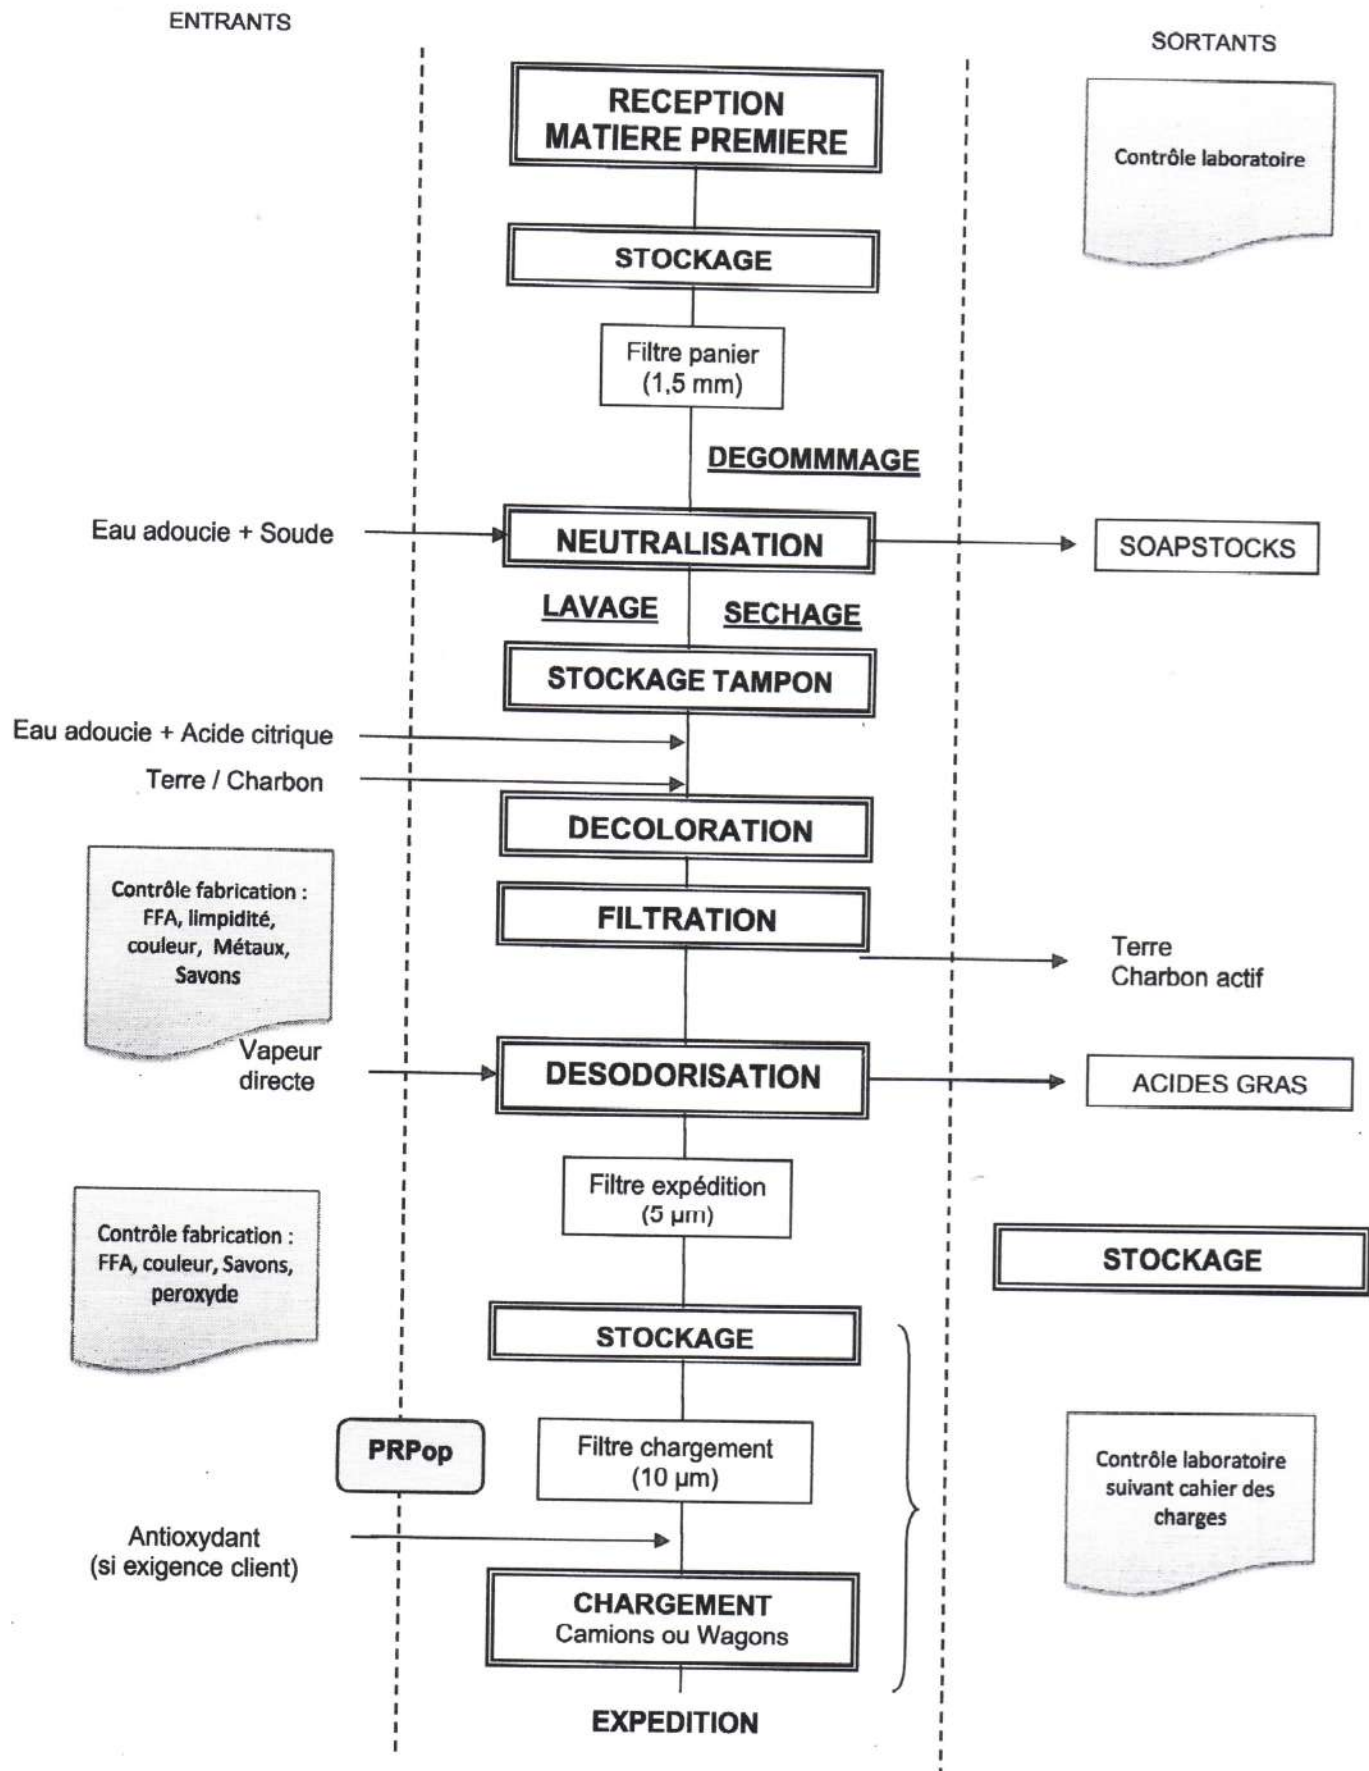 ENTRANTS
SORTANTS
RECEPTION
MATIERE PREMIERE
Contrôle laboratoire
STOCKAGE
Filtre panier
(1,5 mm)
DEGOMMMAGE
Eau adoucie + Soude
NEUTRALISATION
SOAPSTOCKS
LAVAGE
SECHAGE
STOCKAGE TAMPON
Eau adoucie + Acide citrique
Terre / Charbon
DECOLORATION
Contrôle fabrication :
FFA, limpidité,
couleur, Métaux,
Savons
FILTRATION
Terre
Charbon actif
Vapeur
directe
DESODORISATION
ACIDES GRAS
Filtre expédition
(5 µm)
Contrôle fabrication :
FFA, couleur, Savons,
peroxyde
STOCKAGE
STOCKAGE
PRPop
Filtre chargement
(10 µm)
Contrôle laboratoire
suivant cahier des
charges
Antioxydant
(si exigence client)
CHARGEMENT
Camions ou Wagons
EXPEDITION